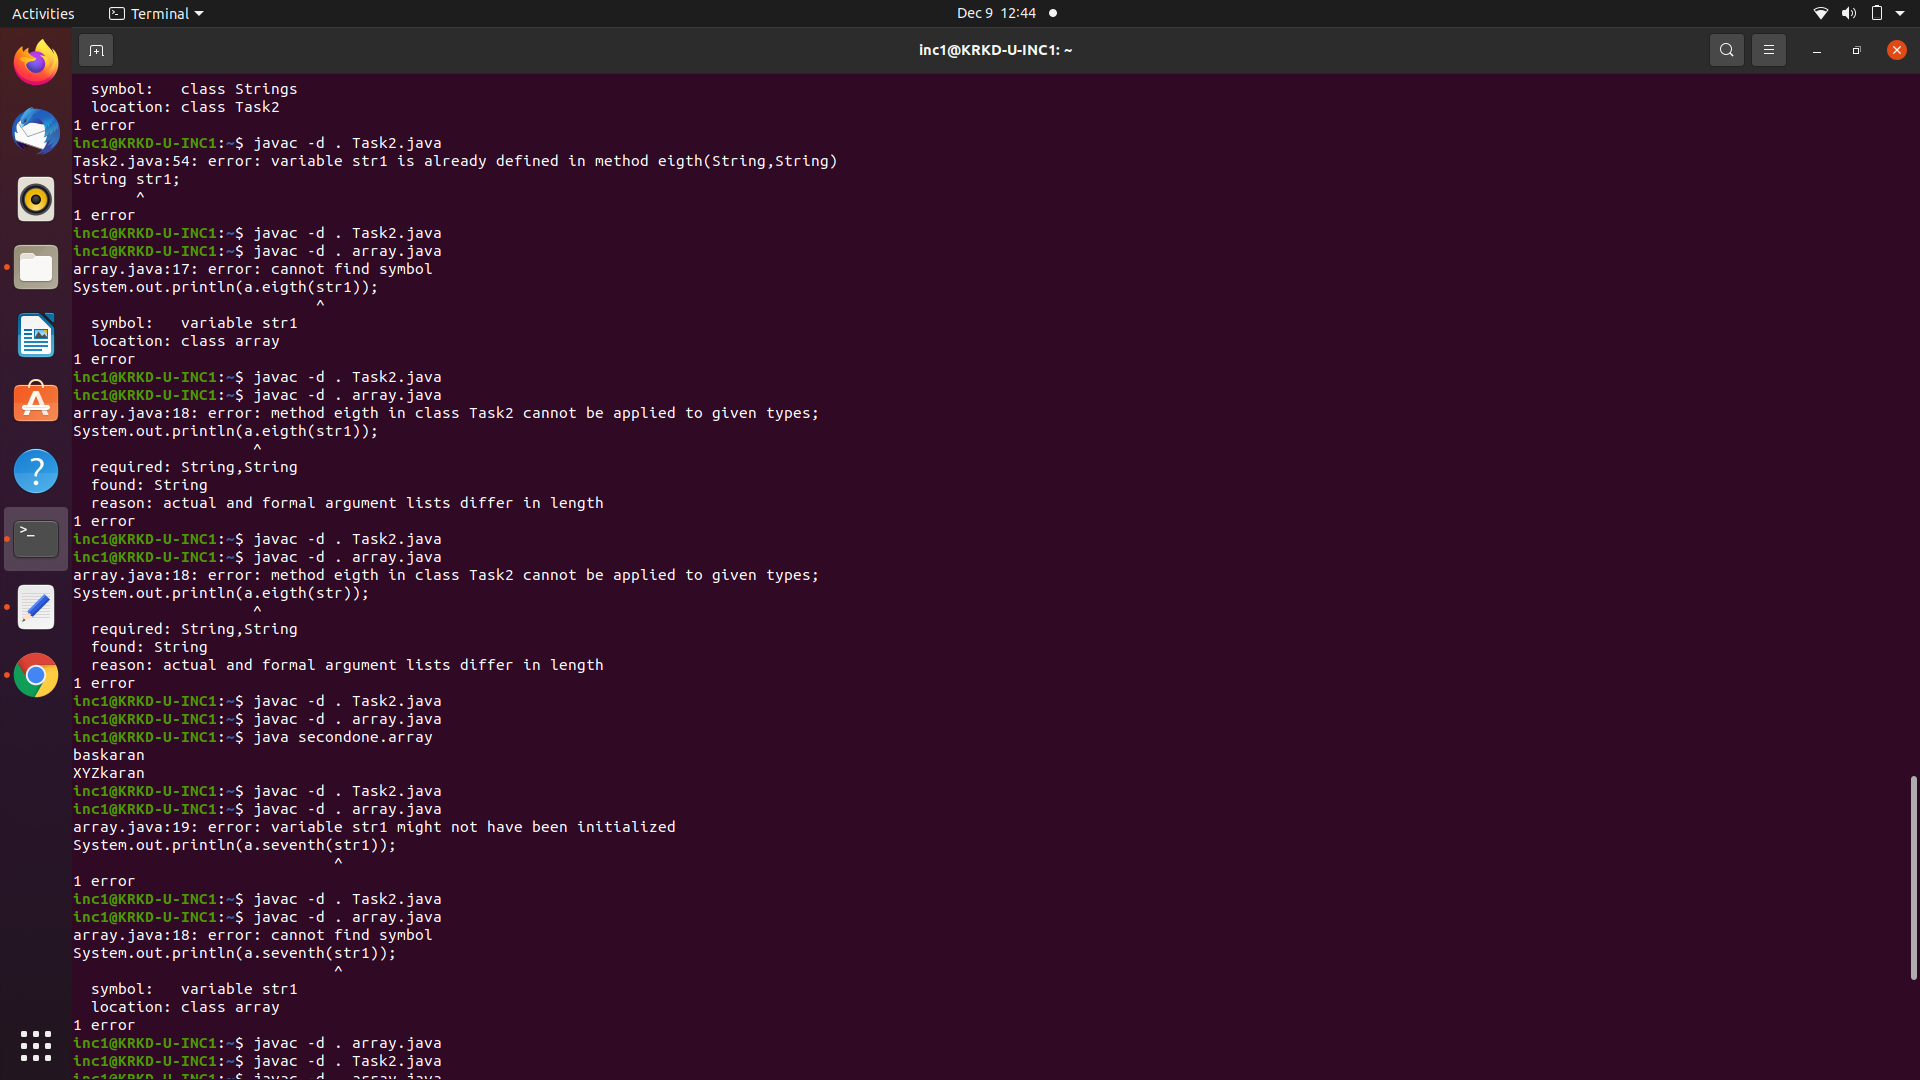 Activities
Terminal
Dec 9 12:44
inc1@KRKD-U-INC1: ~
  symbol:   class Strings
  location: class Task2
1 error
inc1@KRKD-U-INC1:~$ javac -d . Task2.java
Task2.java:54: error: variable str1 is already defined in method eigth(String,String)
String str1;
       ^
1 error
inc1@KRKD-U-INC1:~$ javac -d . Task2.java
inc1@KRKD-U-INC1:~$ javac -d . array.java
array.java:17: error: cannot find symbol
System.out.println(a.eigth(str1));
                           ^
  symbol:   variable str1
  location: class array
1 error
inc1@KRKD-U-INC1:~$ javac -d . Task2.java
inc1@KRKD-U-INC1:~$ javac -d . array.java
array.java:18: error: method eigth in class Task2 cannot be applied to given types;
System.out.println(a.eigth(str1));
                    ^
  required: String,String
  found: String
  reason: actual and formal argument lists differ in length
1 error
inc1@KRKD-U-INC1:~$ javac -d . Task2.java
inc1@KRKD-U-INC1:~$ javac -d . array.java
array.java:18: error: method eigth in class Task2 cannot be applied to given types;
System.out.println(a.eigth(str));
                    ^
  required: String,String
  found: String
  reason: actual and formal argument lists differ in length
1 error
inc1@KRKD-U-INC1:~$ javac -d . Task2.java
inc1@KRKD-U-INC1:~$ javac -d . array.java
inc1@KRKD-U-INC1:~$ java secondone.array
baskaran
XYZkaran
inc1@KRKD-U-INC1:~$ javac -d . Task2.java
inc1@KRKD-U-INC1:~$ javac -d . array.java
array.java:19: error: variable str1 might not have been initialized
System.out.println(a.seventh(str1));
                             ^
1 error
inc1@KRKD-U-INC1:~$ javac -d . Task2.java
inc1@KRKD-U-INC1:~$ javac -d . array.java
array.java:18: error: cannot find symbol
System.out.println(a.seventh(str1));
                             ^
  symbol:   variable str1
  location: class array
1 error
inc1@KRKD-U-INC1:~$ javac -d . array.java
inc1@KRKD-U-INC1:~$ javac -d . Task2.java
inc1@KRKD-U-INC1:~$ javac -d . array.java